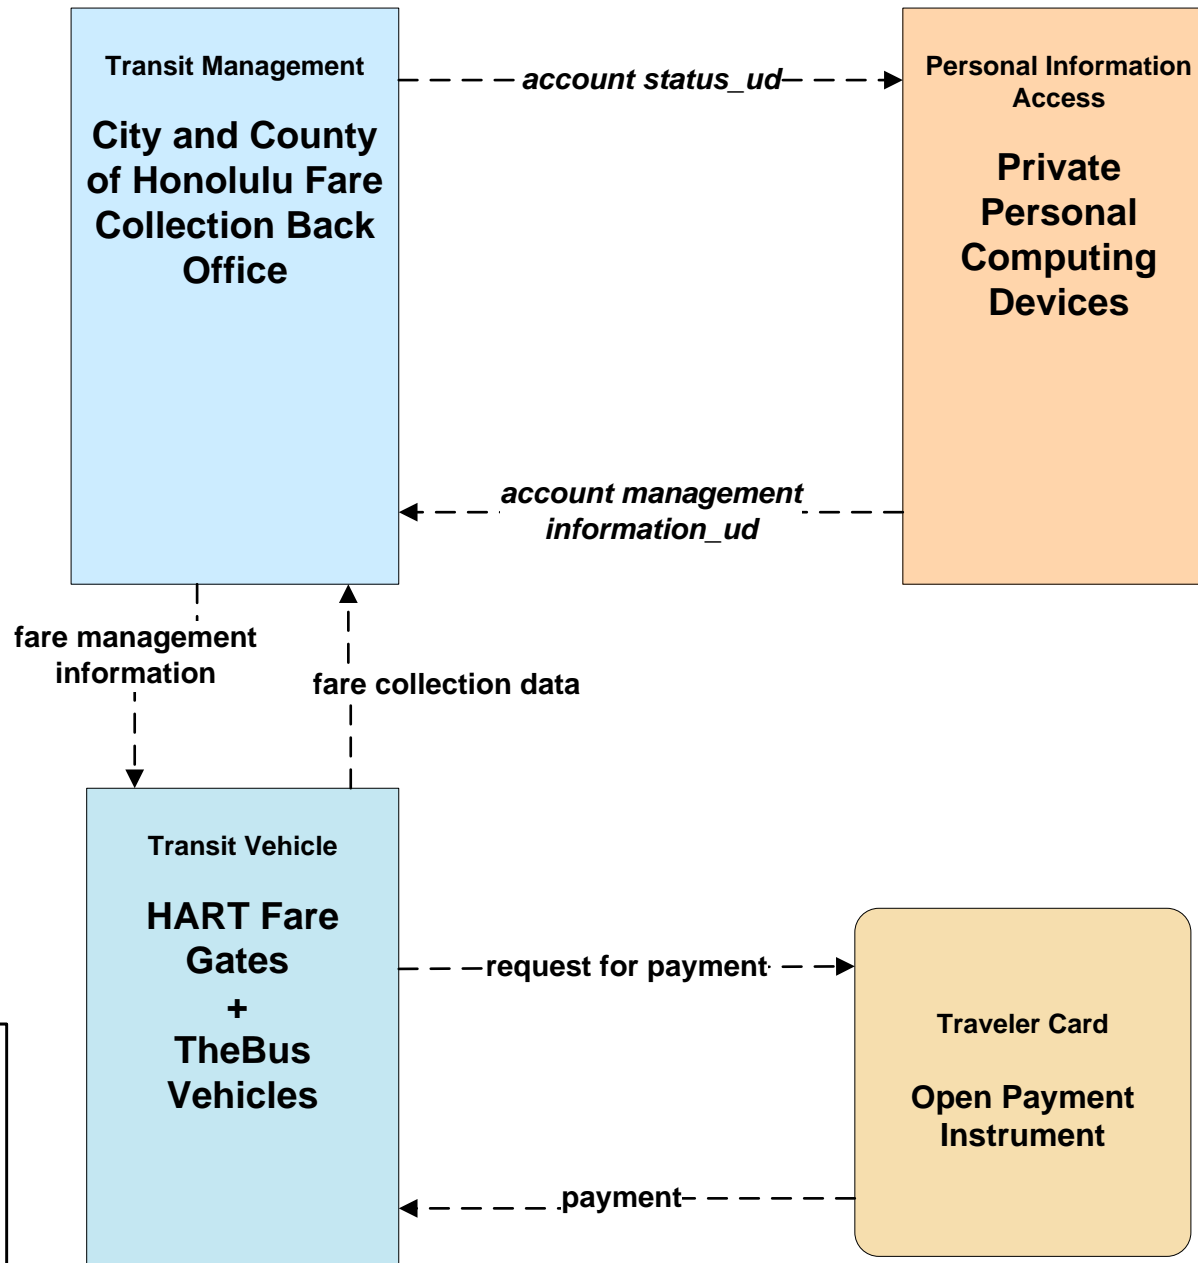 Transit Management
City and County
of Honolulu Fare
Collection Back
Office
account status_ud
Personal Information
Access
Private
Personal
Computing
Devices
account management
information_ud
fare management
information
fare collection data
Transit Vehicle
HART Fare
Gates
+
TheBus
Vehicles
request for payment
Traveler Card
Open Payment
Instrument
payment